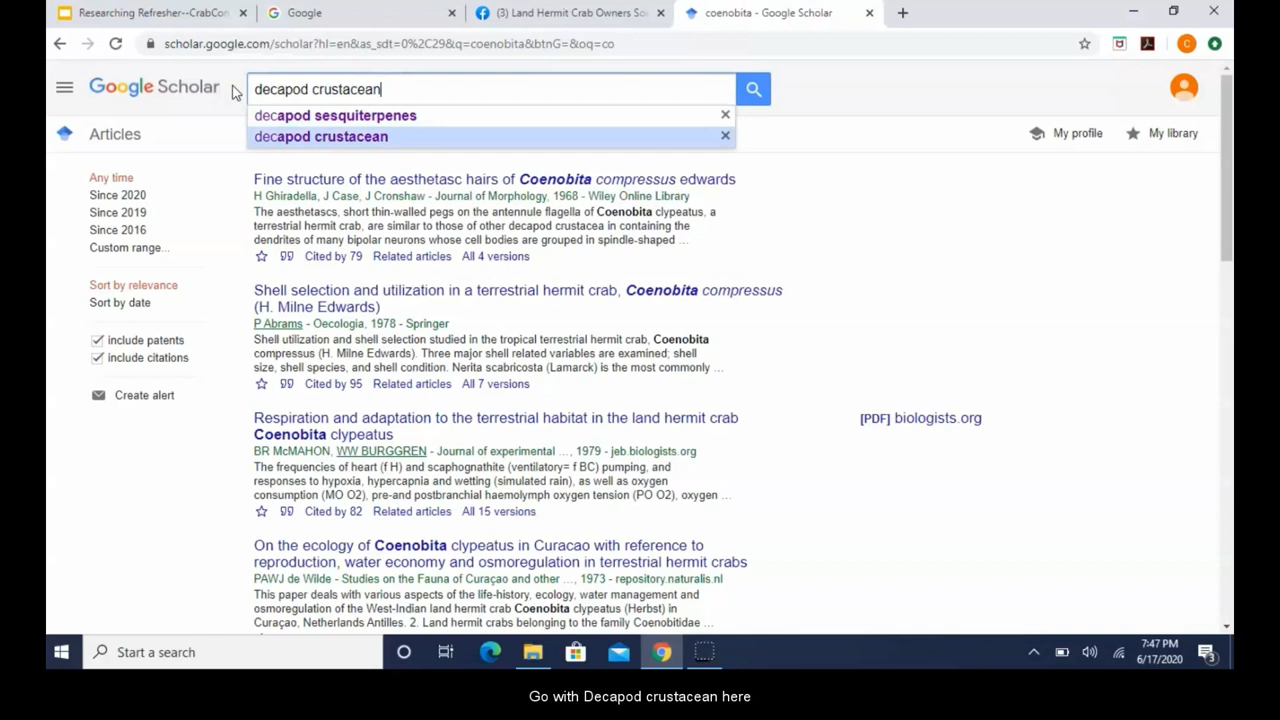 Researching Refresher--CrabCon
Google
(3) Land Hermit Crab Owners So
coenobita - Google Scholar
scholar.google.com/scholar?hl=en&as_sdt=0%2C29&q=coenobita&btnG=&oq=co
C
Google Scholar
decapod crustacean
decapod sesquiterpenes
decapod crustacean
Articles
My profile
My library
Any time
Since 2020
Since 2019
Since 2016
Custom range...
Sort by relevance
Sort by date
include patents
include citations
Create alert
Fine structure of the aesthetasc hairs of Coenobita compressus edwards
H Ghiradella, J Case, J Cronshaw - Journal of Morphology, 1968 - Wiley Online Library
The aesthetascs, short thin-walled pegs on the antennule flagella of Coenobita clypeatus, a
terrestrial hermit crab, are similar to those of other decapod crustacea in containing the
dendrites of many bipolar neurons whose cell bodies are grouped in spindle-shaped ...
Cited by 79 Related articles All 4 versions
Shell selection and utilization in a terrestrial hermit crab, Coenobita compressus
(H. Milne Edwards)
P Abrams - Oecologia, 1978 - Springer
Shell utilization and shell selection studied in the tropical terrestrial hermit crab, Coenobita
compressus (H. Milne Edwards). Three major shell related variables are examined; shell
size, shell species, and shell condition. Nerita scabricosta (Lamarck) is the most commonly ...
Cited by 95 Related articles All 7 versions
Respiration and adaptation to the terrestrial habitat in the land hermit crab
Coenobita clypeatus
[PDF] biologists.org
BR McMAHON, WW BURGGREN - Journal of experimental ..., 1979 - jeb.biologists.org
The frequencies of heart (f H) and scaphognathite (ventilatory= f BC) pumping, and
responses to hypoxia, hypercapnia and wetting (simulated rain), as well as oxygen
consumption (MO O2), pre-and postbranchial haemolymph oxygen tension (PO O2), oxygen ...
Cited by 82 Related articles All 15 versions
On the ecology of Coenobita clypeatus in Curacao with reference to
reproduction, water economy and osmoregulation in terrestrial hermit crabs
PAWJ de Wilde - Studies on the Fauna of Curaçao and other ..., 1973 - repository.naturalis.nl
This paper deals with various aspects of the life-history, ecology, water management and
osmoregulation of the West-Indian land hermit crab Coenobita clypeatus (Herbst) in
Curaçao, Netherlands Antilles. 2. Land hermit crabs belonging to the family Coenobitidae ...
Start a search
7:47 PM
6/17/2020
3
Go with Decapod crustacean here